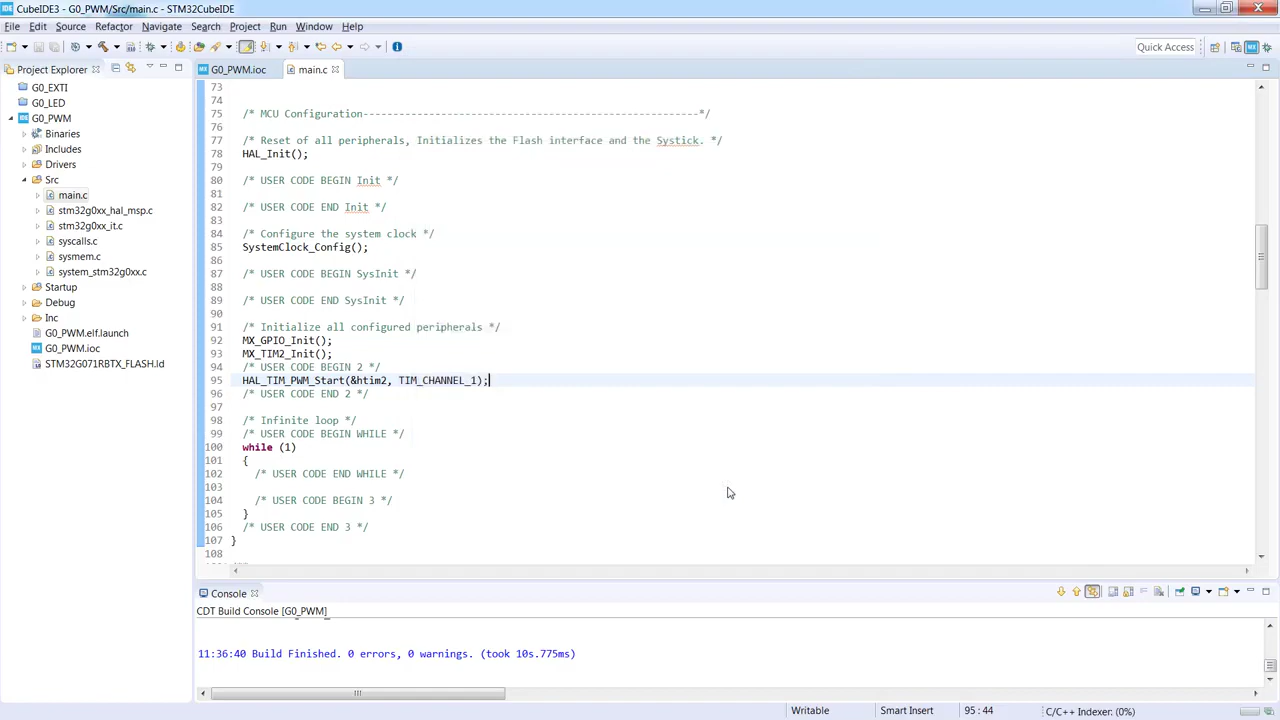 CubeIDE3 - G0_PWM/Src/main.c - STM32CubeIDE
File Edit Source Refactor Navigate Search Project Run Window Help
Quick Access
Project Explorer
G0_EXTI
G0_LED
G0_PWM
Binaries
Includes
Drivers
Src
main.c
stm32g0xx_hal_msp.c
stm32g0xx_it.c
syscalls.c
sysmem.c
system_stm32g0xx.c
Startup
Debug
Inc
G0_PWM.elf.launch
G0_PWM.ioc
STM32G071RBTX_FLASH.ld
G0_PWM.ioc main.c
73
74
75 /* MCU Configuration--------------------------------------------------------*/
76
77 /* Reset of all peripherals, Initializes the Flash interface and the Systick. */
78 HAL_Init();
79
80 /* USER CODE BEGIN Init */
81
82 /* USER CODE END Init */
83
84 /* Configure the system clock */
85 SystemClock_Config();
86
87 /* USER CODE BEGIN SysInit */
88
89 /* USER CODE END SysInit */
90
91 /* Initialize all configured peripherals */
92 MX_GPIO_Init();
93 MX_TIM2_Init();
94 /* USER CODE BEGIN 2 */
95 HAL_TIM_PWM_Start(&htim2, TIM_CHANNEL_1);
96 /* USER CODE END 2 */
97
98 /* Infinite loop */
99 /* USER CODE BEGIN WHILE */
100 while (1)
101 {
102 /* USER CODE END WHILE */
103
104 /* USER CODE BEGIN 3 */
105 }
106 /* USER CODE END 3 */
107 }
108
Console
CDT Build Console [G0_PWM]
11:36:40 Build Finished. 0 errors, 0 warnings. (took 10s.775ms)
Writable Smart Insert 95 : 44 C/C++ Indexer: (0%)